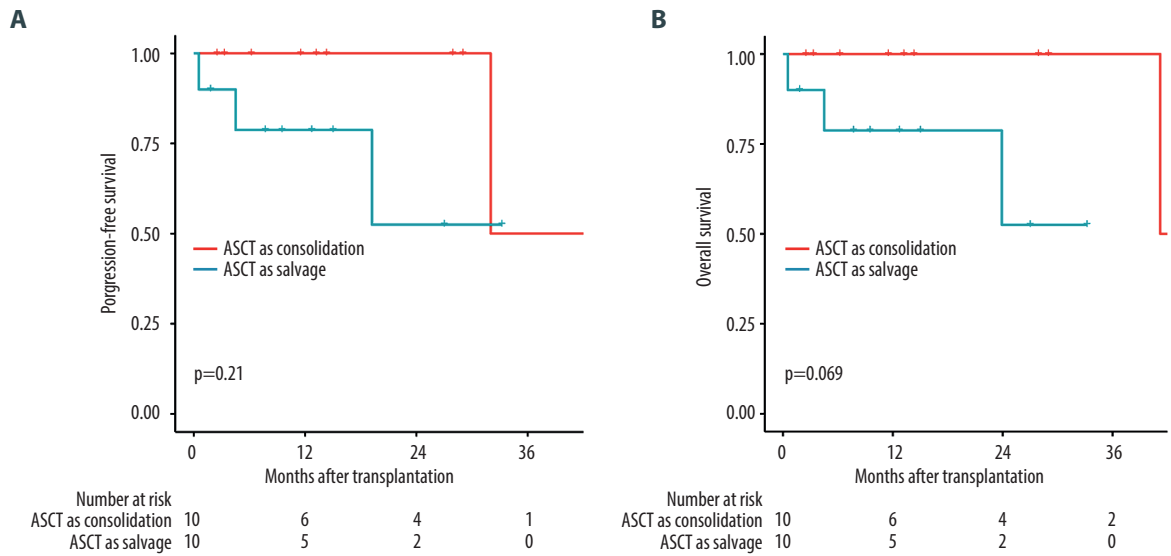 A
1.00
0.75
0.50
0.25
0.00
Porgression-free survival
ASCT as consolidation
ASCT as salvage
p=0.21
0 12 24 36
Months after transplantation
Number at risk
ASCT as consolidation 10 6 4 1
ASCT as salvage 10 5 2 0
B
1.00
0.75
0.50
0.25
0.00
Overall survival
ASCT as consolidation
ASCT as salvage
p=0.069
0 12 24 36
Months after transplantation
Number at risk
ASCT as consolidation 10 6 4 2
ASCT as salvage 10 5 2 0